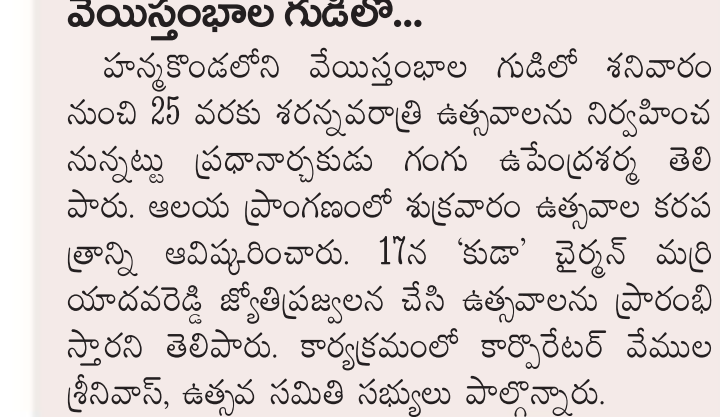 వేయిస్తంభాల గుడిలో...
హన్మకొండలోని వేయిస్తంభాల గుడిలో శనివారం
నుంచి 25 వరకు శరన్నవరాత్రి ఉత్సవాలను నిర్వహించ
నున్నట్టు ప్రధానార్చకుడు గంగు ఉపేంద్రశర్మ తెలి
పారు. ఆలయ ప్రాంగణంలో శుక్రవారం ఉత్సవాల కరప
త్రాన్ని ఆవిష్కరించారు. 17న ‘కుడా’ చైర్మన్ మర్రి
యాదవరెడ్డి జ్యోతిప్రజ్వలన చేసి ఉత్సవాలను ప్రారంభి
స్తారని తెలిపారు. కార్యక్రమంలో కార్పొరేటర్ వేముల
శ్రీనివాస్, ఉత్సవ సమితి సభ్యులు పాల్గొన్నారు.